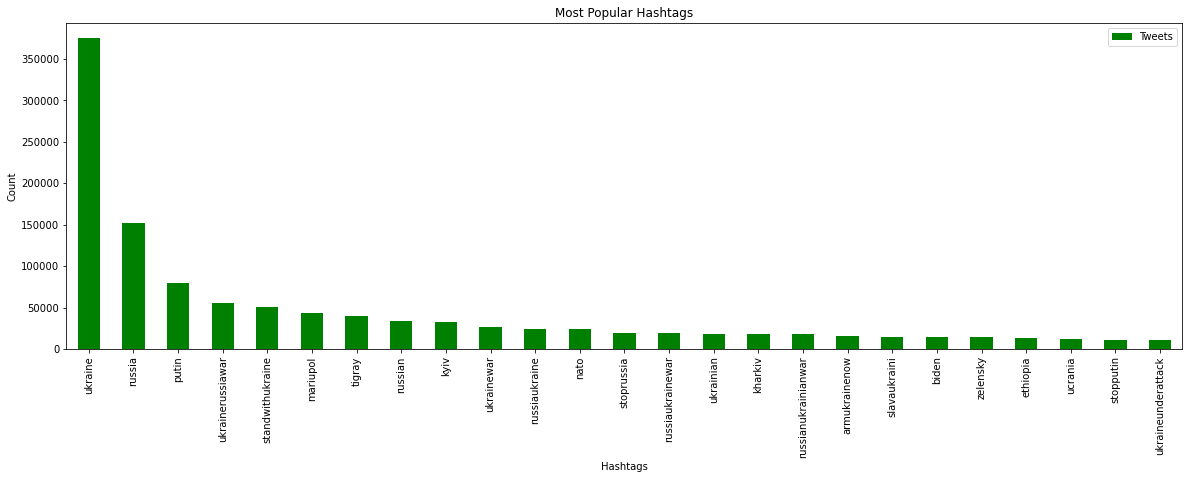 Most Popular Hashtags
Tweets
Count
350000
300000
250000
200000
150000
100000
50000
0
ukraine
russia
putin
ukrainerussiawar
standwithukraine
mariupol
tigray
russian
kyiv
ukrainewar
russiaukraine
nato
stoprussia
russiaukrainewar
ukrainian
kharkiv
russianukrainianwar
armukrainenow
slavaukraini
biden
zelensky
ethiopia
ucrania
stopputin
ukraineunderattack
Hashtags